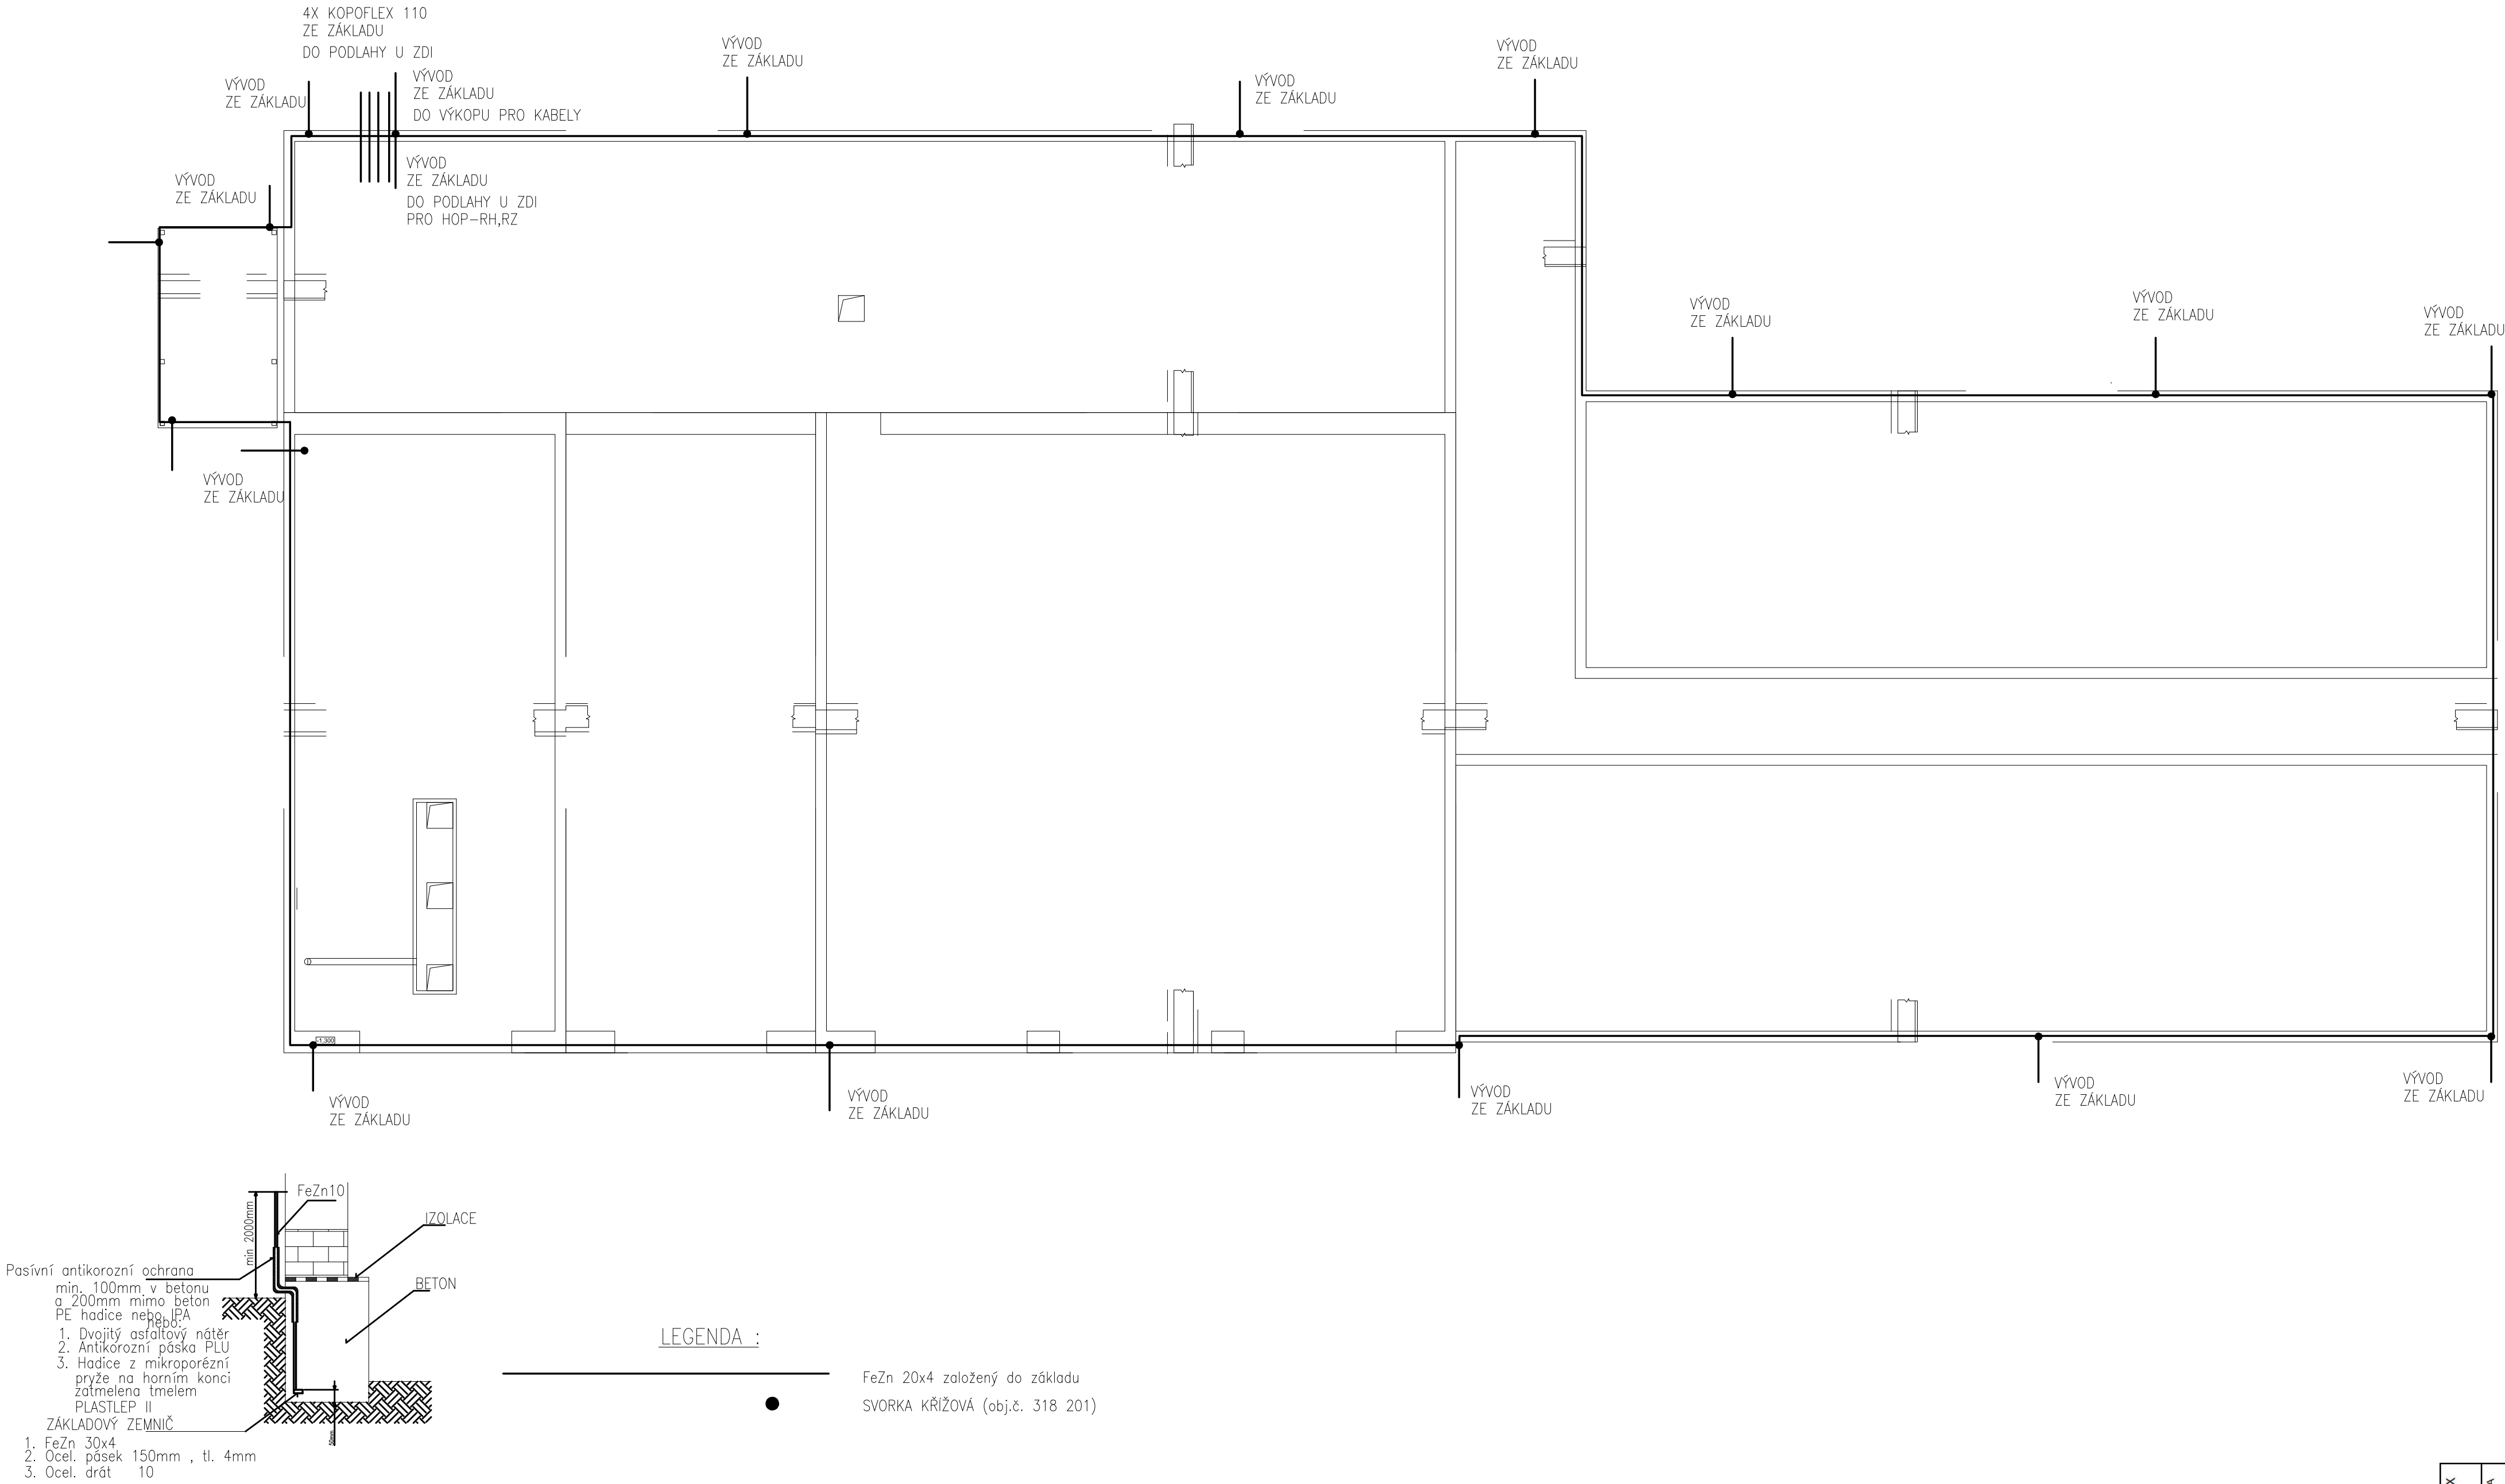 4X KOPOFLEX 110
ZE ZÁKLADU
DO PODLAHY U ZDI
VÝVOD
ZE ZÁKLADU
VÝVOD
ZE ZÁKLADU
DO VÝKOPU PRO KABELY
VÝVOD
ZE ZÁKLADU
VÝVOD
ZE ZÁKLADU
VÝVOD
ZE ZÁKLADU
VÝVOD
ZE ZÁKLADU
DO PODLAHY U ZDI
PRO HOP-RH,RZ
VÝVOD
ZE ZÁKLADU
VÝVOD
ZE ZÁKLADU
VÝVOD
ZE ZÁKLADU
VÝVOD
ZE ZÁKLADU
VÝVOD
ZE ZÁKLADU
-1,300
VÝVOD
ZE ZÁKLADU
VÝVOD
ZE ZÁKLADU
VÝVOD
ZE ZÁKLADU
VÝVOD
ZE ZÁKLADU
VÝVOD
ZE ZÁKLADU
FeZn10
min 2000mm
IZOLACE
BETON
Pasívní antikorozní ochrana
min. 100mm v betonu
a 200mm mimo beton
PE hadice nebo IPA
nebo:
1. Dvojitý asfaltový nátěr
2. Antikorozní páska PLU
3. Hadice z mikroporézní
pryže na horním konci
zatmelena tmelem
PLASTLEP II
ZÁKLADOVÝ ZEMNIČ
1. FeZn 30x4
2. Ocel. pásek 150mm , tl. 4mm
3. Ocel. drát 10
50mm
LEGENDA :
FeZn 20x4 založený do základu
SVORKA KŘÍŽOVÁ (obj.č. 318 201)
X
A